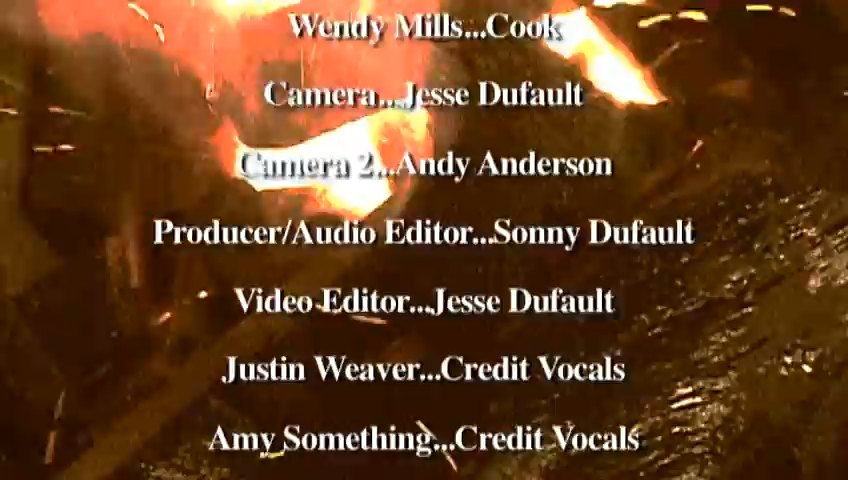 Wendy Mills...Cook
Camera...Jesse Dufault
Camera 2...Andy Anderson
Producer/Audio Editor...Sonny Dufault
Video Editor...Jesse Dufault
Justin Weaver...Credit Vocals
Amy Something...Credit Vocals